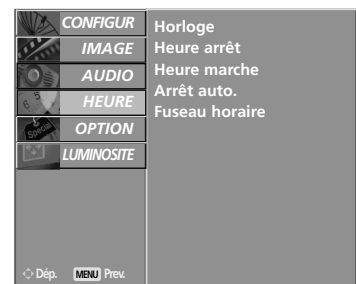 CONFIGUR
IMAGE
AUDIO
HEURE
OPTION
LUMINOSITE
Horloge
Heure arrêt
Heure marche
Arrêt auto.
Fuseau horaire
Dép. MENU Prev.